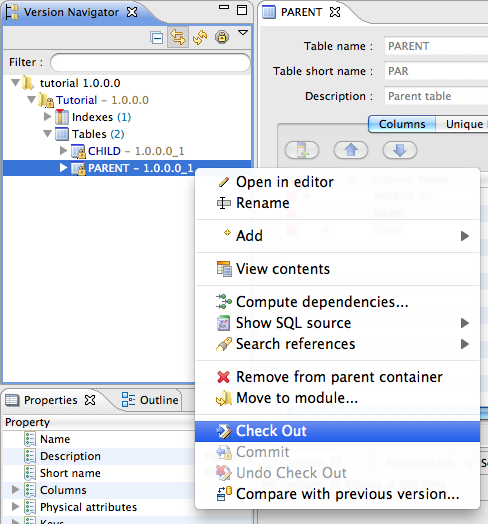 Version Navigator
Filter :
tutorial 1.0.0.0
Tutorial - 1.0.0.0
Indexes (1)
Tables (2)
CHILD - 1.0.0.0_1
PARENT - 1.0.0.0_1
PARENT
Table name : PARENT
Table short name : PAR
Description : Parent table
Columns
Unique
Open in editor
Rename
Add
View contents
Compute dependencies...
Show SQL source
Search references
Remove from parent container
Move to module...
Check Out
Commit
Undo Check Out
Compare with previous version...
Properties
Outline
Property
Name
Description
Short name
Columns
Physical attributes
Keys